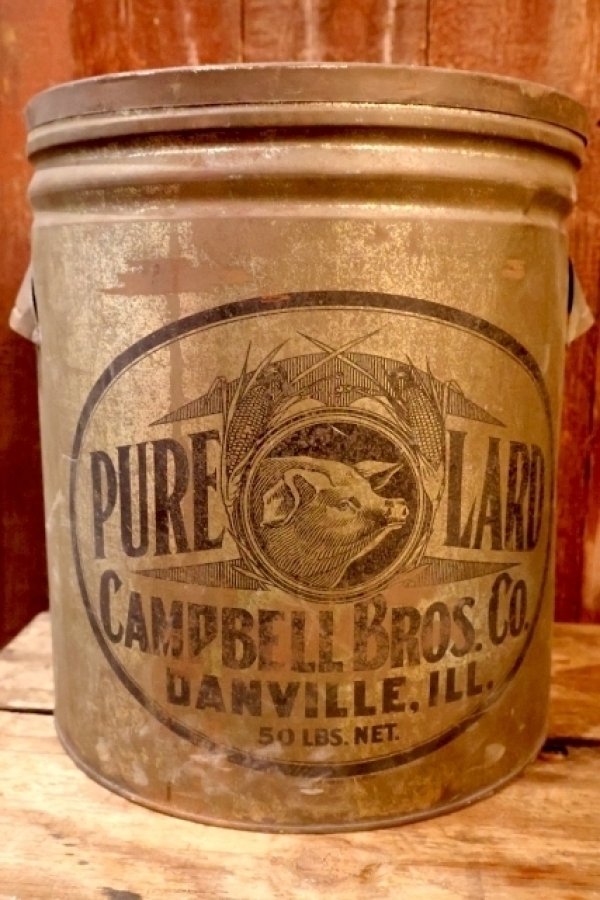 PURE LARD
CAMPBELL BROS. CO.
DANVILLE, ILL.
50 LBS. NET.